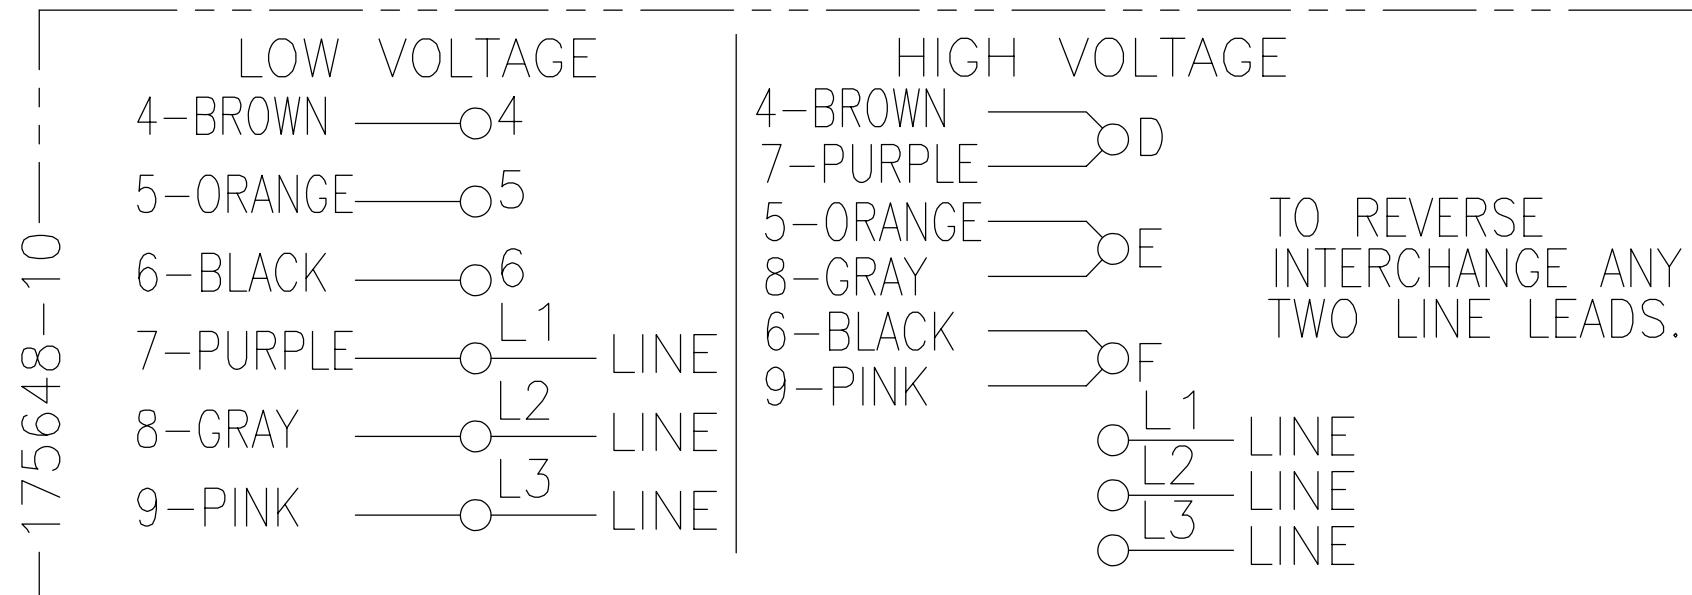 LOW VOLTAGE
4-BROWN 4
5-ORANGE 5
6-BLACK 6
7-PURPLE L1 LINE
8-GRAY L2 LINE
9-PINK L3 LINE
HIGH VOLTAGE
4-BROWN
7-PURPLE
D
5-ORANGE
8-GRAY
E
6-BLACK
9-PINK
F
L1 LINE
L2 LINE
L3 LINE
TO REVERSE
INTERCHANGE ANY
TWO LINE LEADS.
175648-10